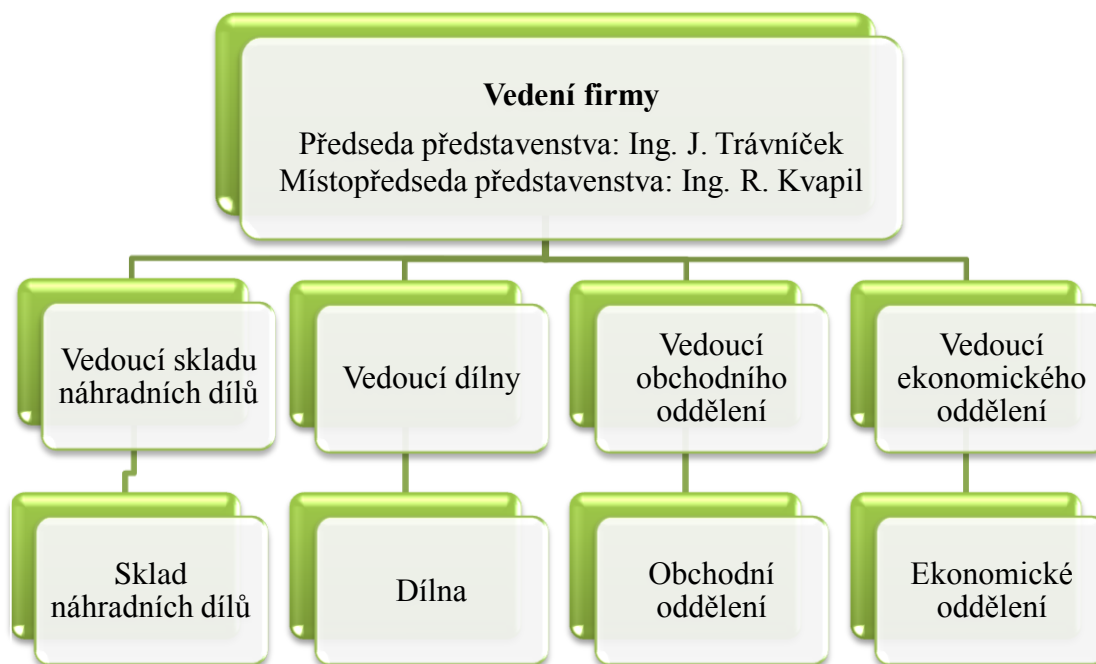 Vedení firmy
Předseda představenstva: Ing. J. Trávníček
Místopředseda představenstva: Ing. R. Kvapil
Vedoucí skladu
náhradních dílů
Vedoucí dílny
Vedoucí
obchodního
oddělení
Vedoucí
ekonomického
oddělení
Sklad
náhradních dílů
Dílna
Obchodní
oddělení
Ekonomické
oddělení